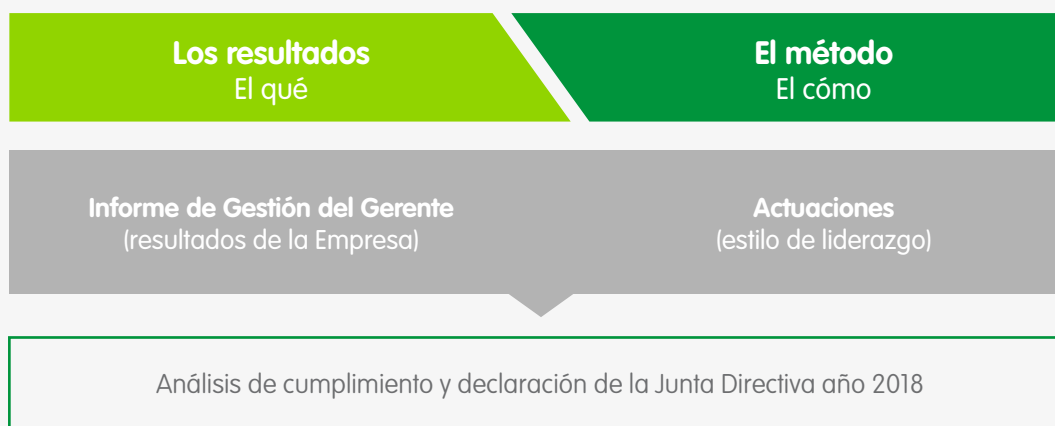 Los resultados
El qué
El método
El cómo
Informe de Gestión del Gerente
(resultados de la Empresa)
Actuaciones
(estilo de liderazgo)
Análisis de cumplimiento y declaración de la Junta Directiva año 2018